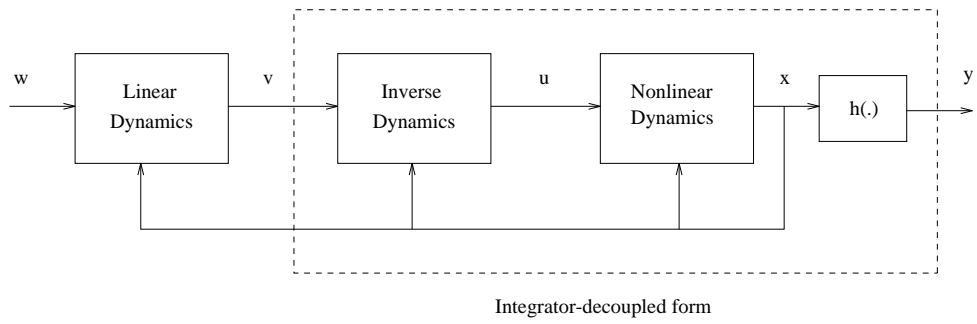 w
Linear
Dynamics
v
Inverse
Dynamics
u
Nonlinear
Dynamics
x
h(.)
y
Integrator-decoupled form